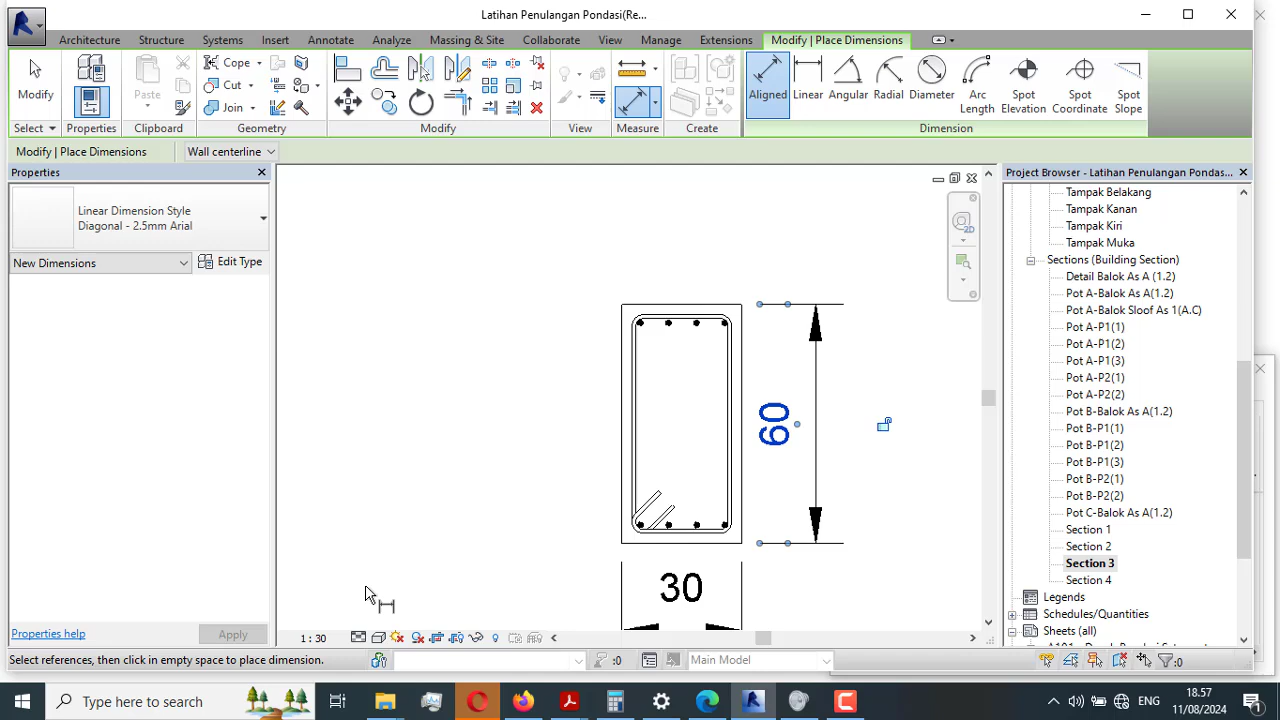 Latihan Penulangan Pondasi(Re...
Architecture Structure Systems Insert Annotate Analyze Massing & Site Collaborate View Manage Extensions Modify | Place Dimensions
Modify Paste Cope Cut Join Aligned Linear Angular Radial Diameter Arc Length Spot Elevation Spot Coordinate Spot Slope
Select Properties Clipboard Geometry Modify View Measure Create Dimension
Modify | Place Dimensions Wall centerline
Properties
Linear Dimension Style
Diagonal - 2.5mm Arial
New Dimensions Edit Type
Properties help Apply
60
30
2D
1 : 30
Project Browser - Latihan Penulangan Pondas...
Tampak Belakang
Tampak Kanan
Tampak Kiri
Tampak Muka
Sections (Building Section)
Detail Balok As A (1.2)
Pot A-Balok As A(1.2)
Pot A-Balok Sloof As 1(A.C)
Pot A-P1(1)
Pot A-P1(2)
Pot A-P1(3)
Pot A-P2(1)
Pot A-P2(2)
Pot B-Balok As A(1.2)
Pot B-P1(1)
Pot B-P1(2)
Pot B-P1(3)
Pot B-P2(1)
Pot B-P2(2)
Pot C-Balok As A(1.2)
Section 1
Section 2
Section 3
Section 4
Legends
Schedules/Quantities
Sheets (all)
Select references, then click in empty space to place dimension. :0 Main Model :0
Type here to search ENG 18.57
11/08/2024